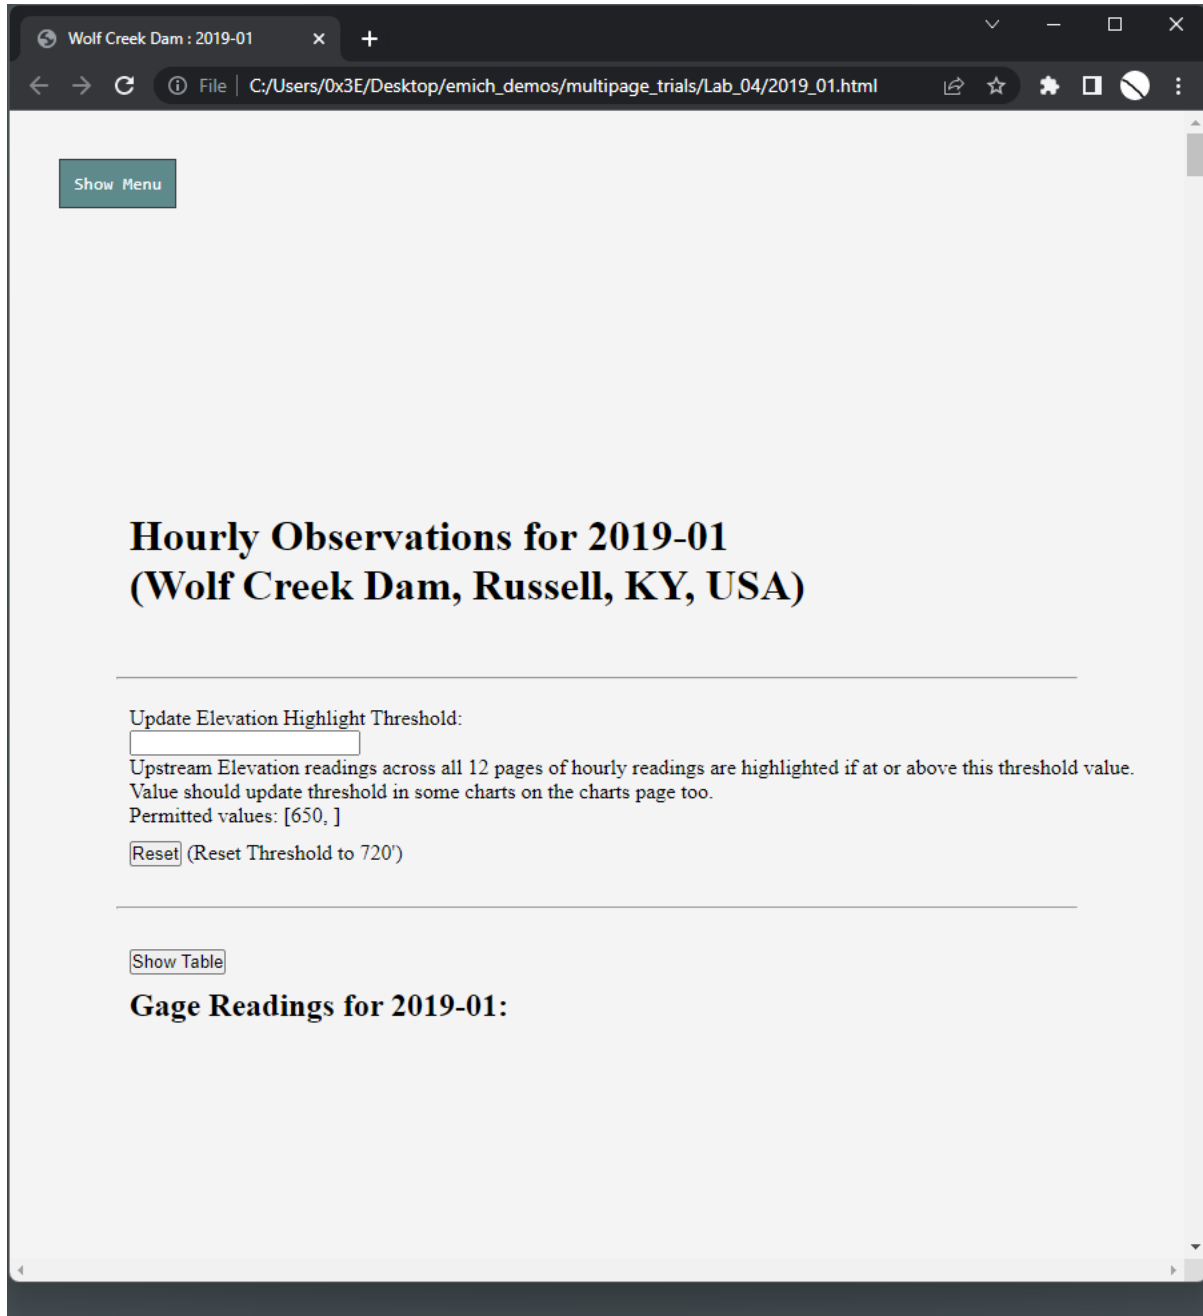 Wolf Creek Dam : 2019-01
File | C:/Users/0x3E/Desktop/emich_demos/multipage_trials/Lab_04/2019_01.html
Show Menu
Hourly Observations for 2019-01
(Wolf Creek Dam, Russell, KY, USA)
Update Elevation Highlight Threshold:
Upstream Elevation readings across all 12 pages of hourly readings are highlighted if at or above this threshold value.
Value should update threshold in some charts on the charts page too.
Permitted values: [650, ]
Reset (Reset Threshold to 720')
Show Table
Gage Readings for 2019-01: